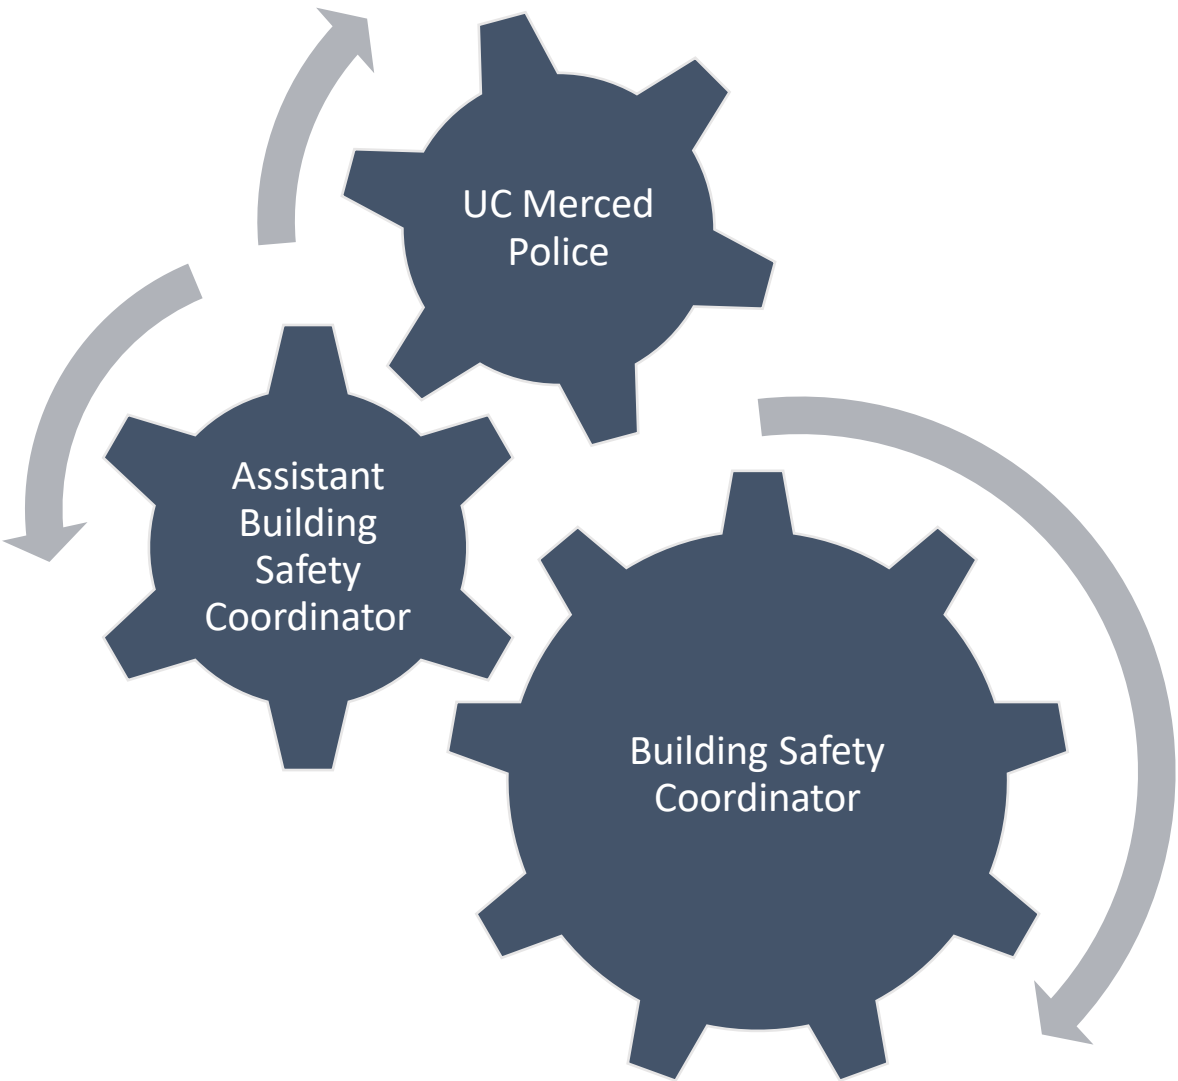 UC Merced
Police
Assistant
Building
Safety
Coordinator
Building Safety
Coordinator